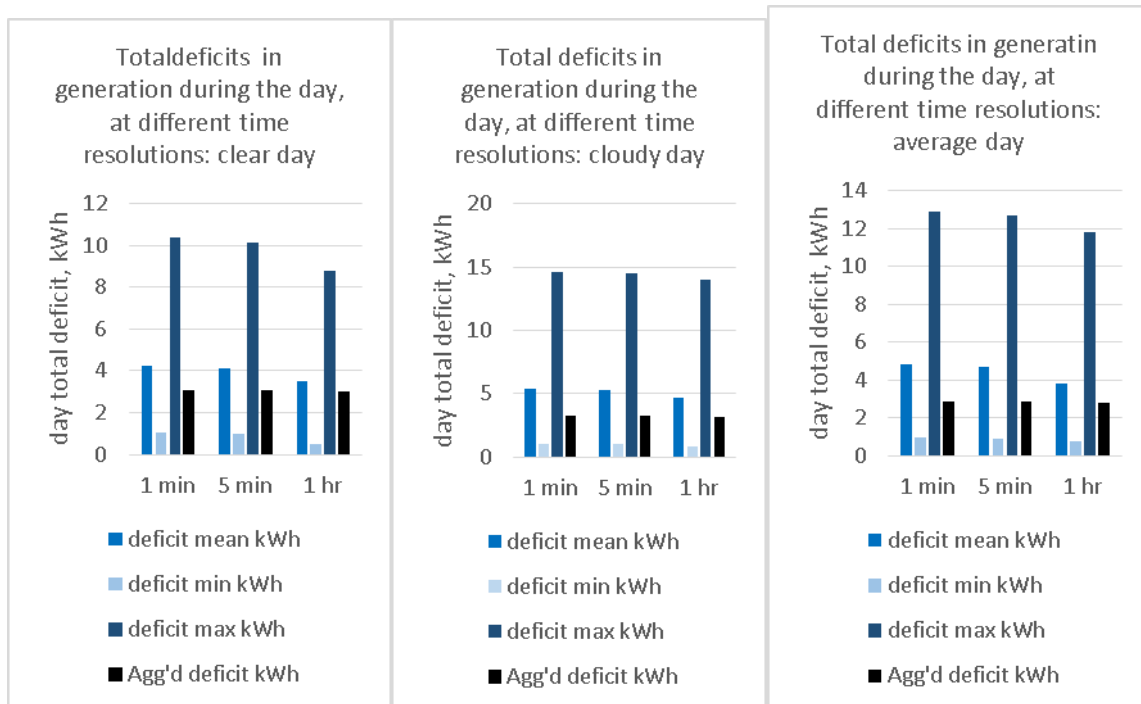 Totaldeficits in
generation during the day,
at different time
resolutions: clear day
day total deficit, kWh
12
10
8
6
4
2
0
1 min 5 min 1 hr
deficit mean kWh
deficit min kWh
deficit max kWh
Agg'd deficit kWh
Total deficits in
generation during the
day, at different time
resolutions: cloudy day
day total deficit, kWh
20
15
10
5
0
1 min 5 min 1 hr
deficit mean kWh
deficit min kWh
deficit max kWh
Agg'd deficit kWh
Total deficits in generatin
during the day, at
different time resolutions:
average day
day total deficit, kWh
14
12
10
8
6
4
2
0
1 min 5 min 1 hr
deficit mean kWh
deficit min kWh
deficit max kWh
Agg'd deficit kWh